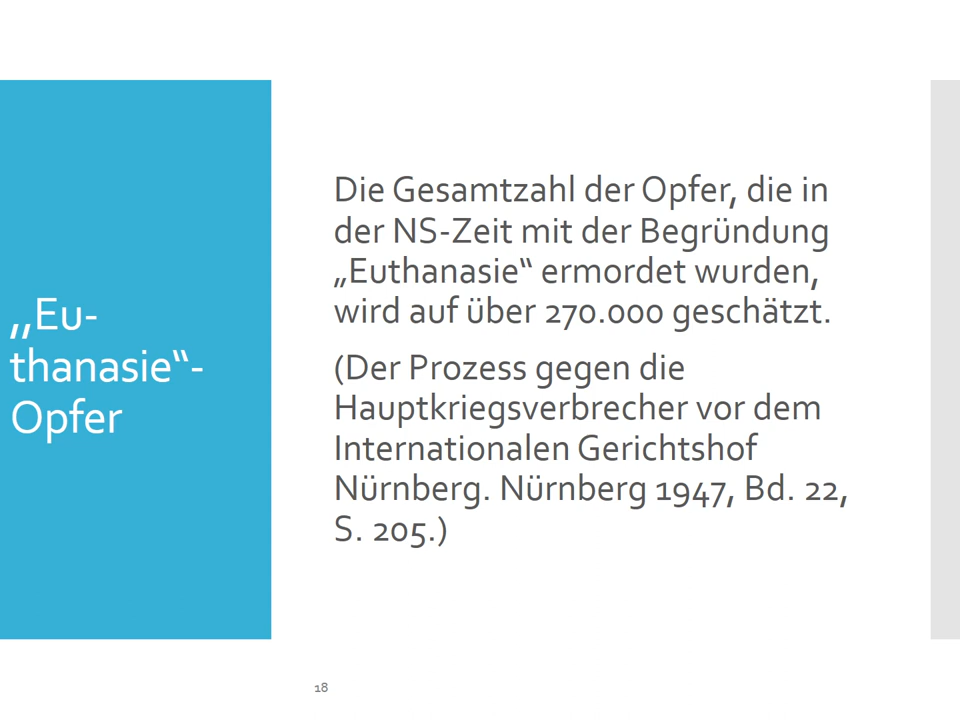 ,,Eu-
thanasie“-
Opfer
Die Gesamtzahl der Opfer, die in
der NS-Zeit mit der Begründung
„Euthanasie“ ermordet wurden,
wird auf über 270.000 geschätzt.
(Der Prozess gegen die
Hauptkriegsverbrecher vor dem
Internationalen Gerichtshof
Nürnberg. Nürnberg 1947, Bd. 22,
S. 205.)
18